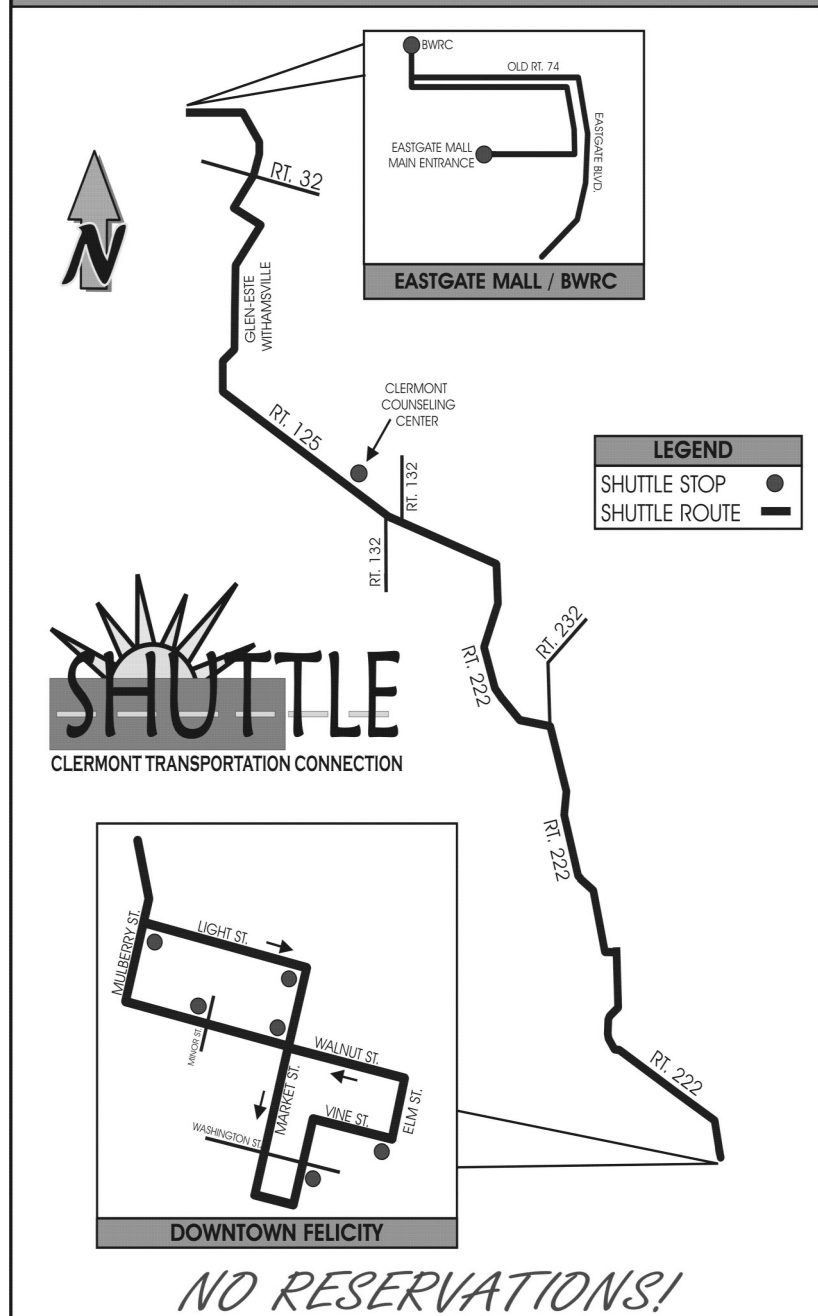 BWRC
OLD RT. 74
EASTGATE BLVD.
EASTGATE MALL
MAIN ENTRANCE
EASTGATE MALL / BWRC
N
RT. 32
GLEN-ESTE
WITHAMSVILLE
RT. 125
CLERMONT
COUNSELING
CENTER
RT. 132
RT. 132
LEGEND
SHUTTLE STOP
SHUTTLE ROUTE
RT. 222
RT. 232
SHUTTLE
CLERMONT TRANSPORTATION CONNECTION
RT. 222
RT. 222
MULBERRY ST.
LIGHT ST.
MINOR ST.
MARKET ST.
WALNUT ST.
VINE ST.
ELM ST.
WASHINGTON ST.
DOWNTOWN FELICITY
NO RESERVATIONS!